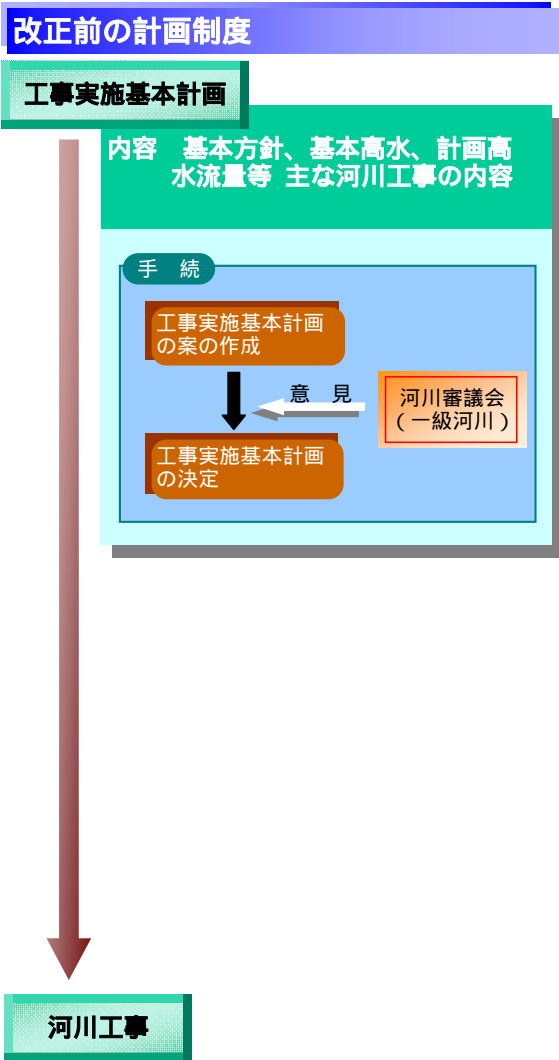 改正前の計画制度
工事実施基本計画
内容　基本方針、基本高水、計画高
水流量等 主な河川工事の内容
手　続
工事実施基本計画
の案の作成
意　見
河川審議会
（一級河川）
工事実施基本計画
の決定
河川工事